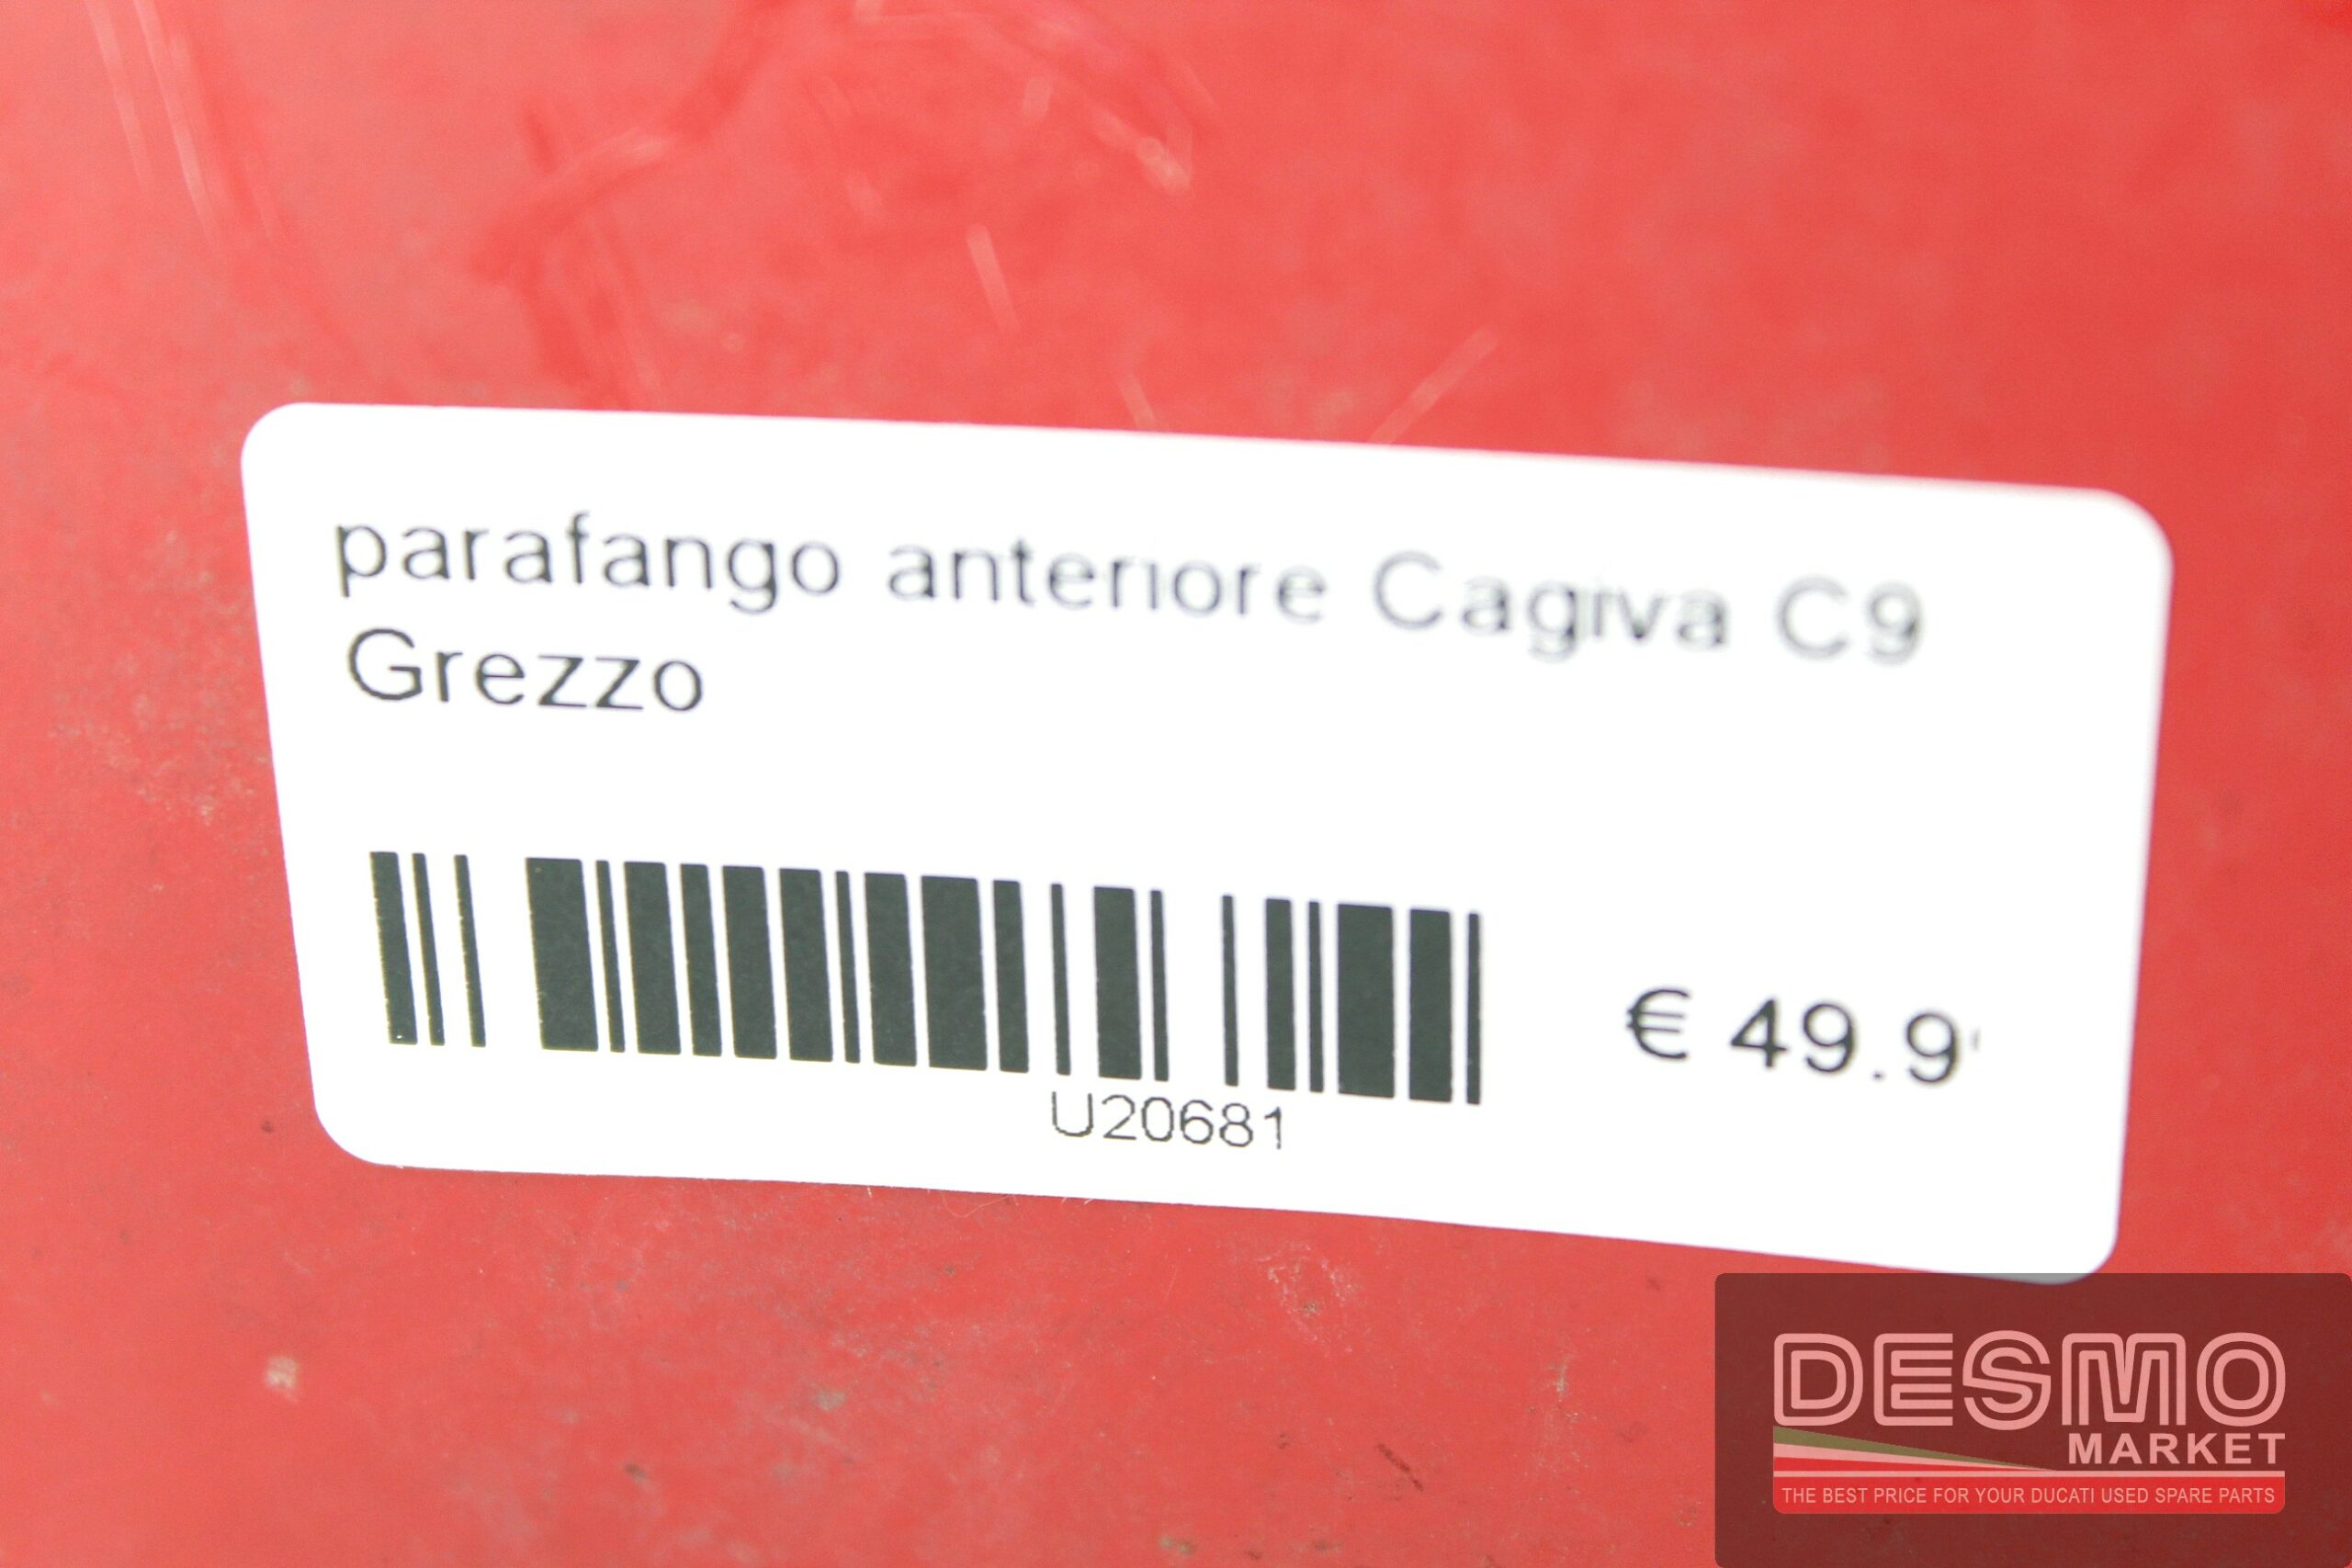 parafango anteriore Cagiva C9
Grezzo
€ 49.9
U20681
DESMO
MARKET
THE BEST PRICE FOR YOUR DUCATI USED SPARE PARTS